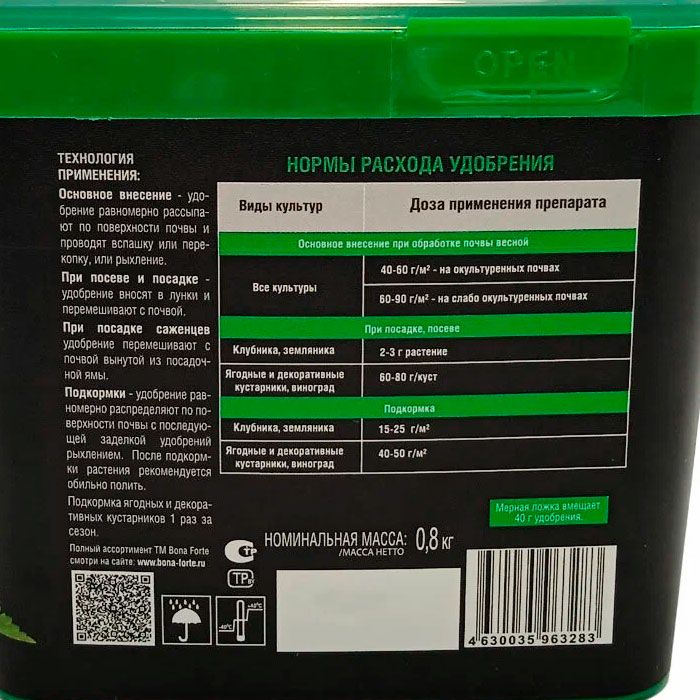 OPEN
ТЕХНОЛОГИЯ
ПРИМЕНЕНИЯ:
Основное внесение - удо-
брение равномерно рассыпа-
ют по поверхности почвы и
проводят вспашку или пере-
копку, или рыхление.
При посеве и посадке -
удобрение вносят в лунки и
перемешивают с почвой.
При посадке саженцев
удобрение перемешивают с
почвой вынутой из посадоч-
ной ямы.
Подкормки - удобрение рав-
номерно распределяют по по-
верхности почвы с последую-
щей заделкой удобрений
рыхлением. После подкорм-
ки растения рекомендуется
обильно полить.
Подкормка ягодных и декора-
тивных кустарников 1 раз за
сезон.
Полный ассортимент ТМ Bona Forte
смотри на сайте: www.bona-forte.ru
НОРМЫ РАСХОДА УДОБРЕНИЯ
Виды культур Доза применения препарата
Основное внесение при обработке почвы весной
Все культуры
40-60 г/м² - на окультуренных почвах
60-90 г/м² - на слабо окультуренных почвах
При посадке, посеве
Клубника, земляника 2-3 г растение
Ягодные и декоративные
кустарники, виноград
60-80 г/куст
Подкормка
Клубника, земляника 15-25 г/м²
Ягодные и декоративные
кустарники, виноград
40-50 г/м²
Мерная ложка вмещает
40 г удобрения.
НОМИНАЛЬНАЯ МАССА: 0,8 кг
/МАССА НЕТТО
СТР
ТР
+40°C
-40°C
4 630035 963283